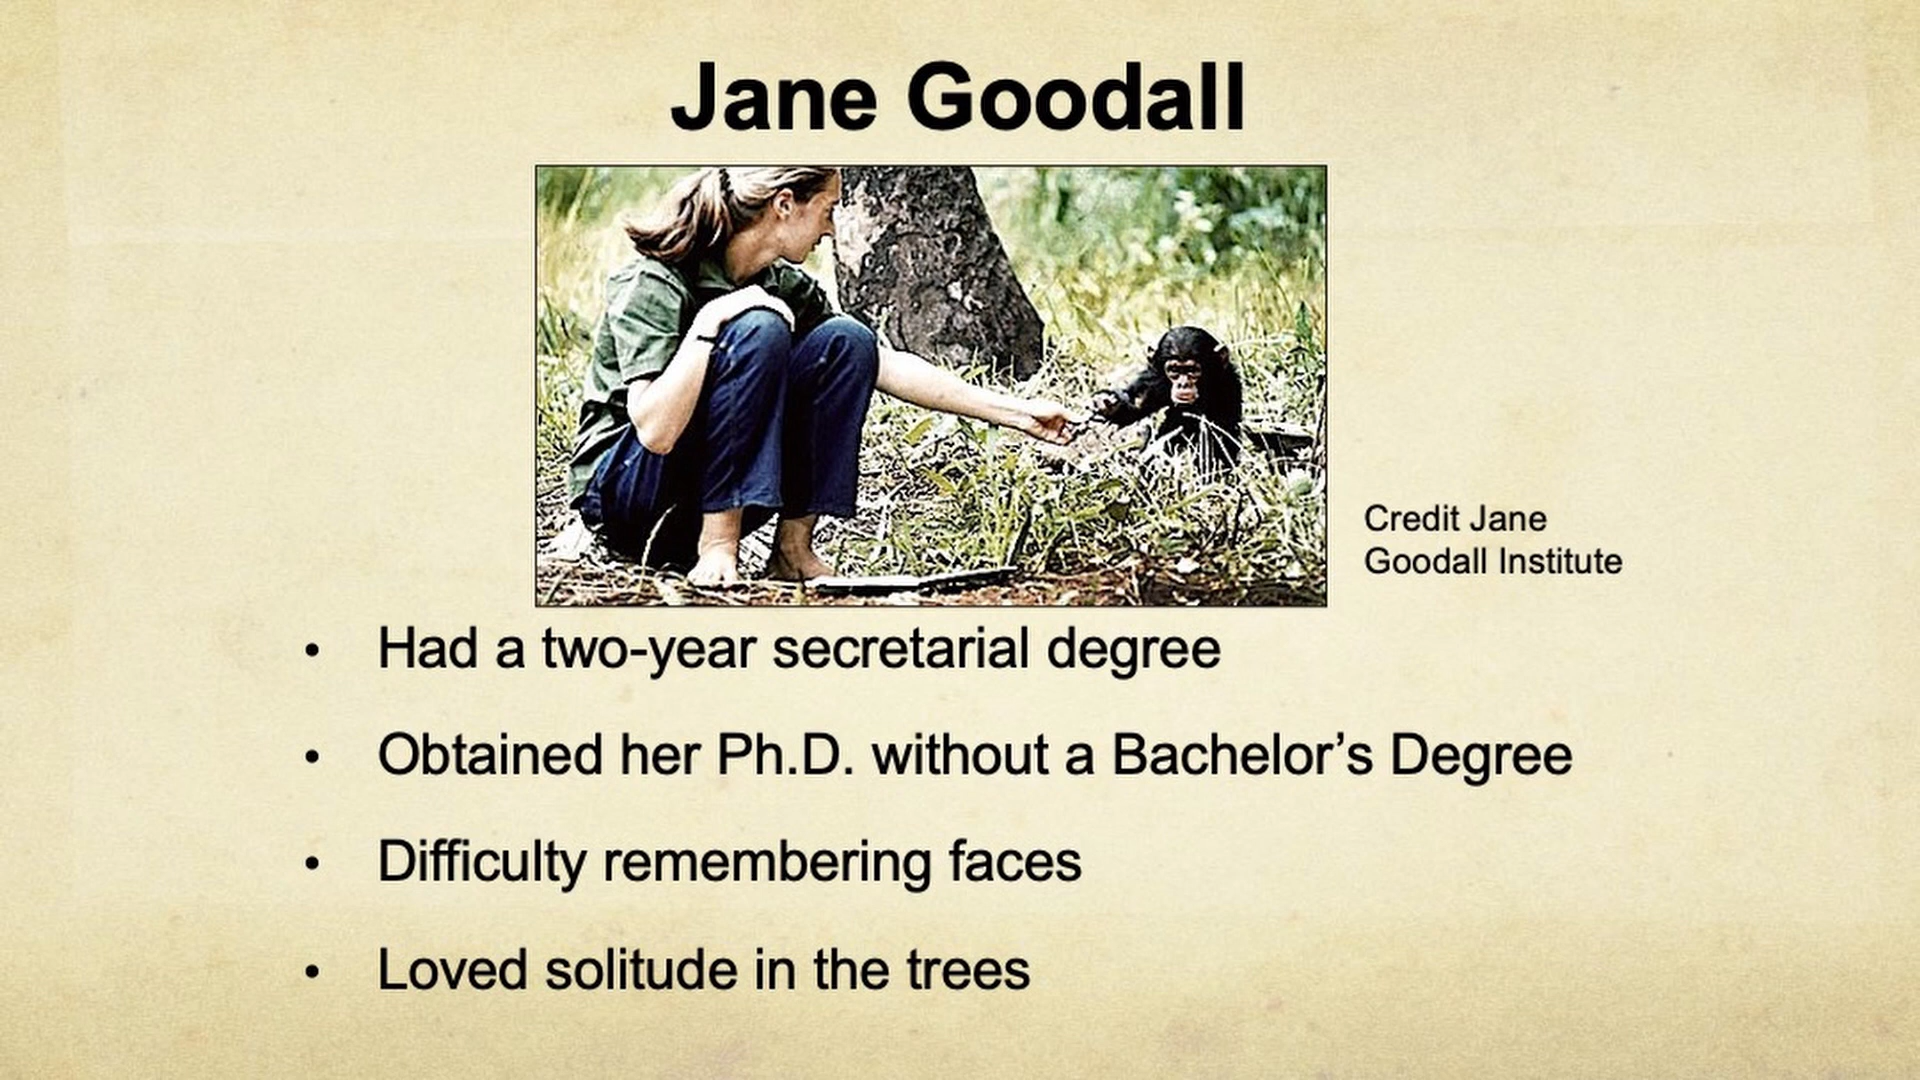 Jane Goodall
Credit Jane
Goodall Institute
• Had a two-year secretarial degree
• Obtained her Ph.D. without a Bachelor’s Degree
• Difficulty remembering faces
• Loved solitude in the trees